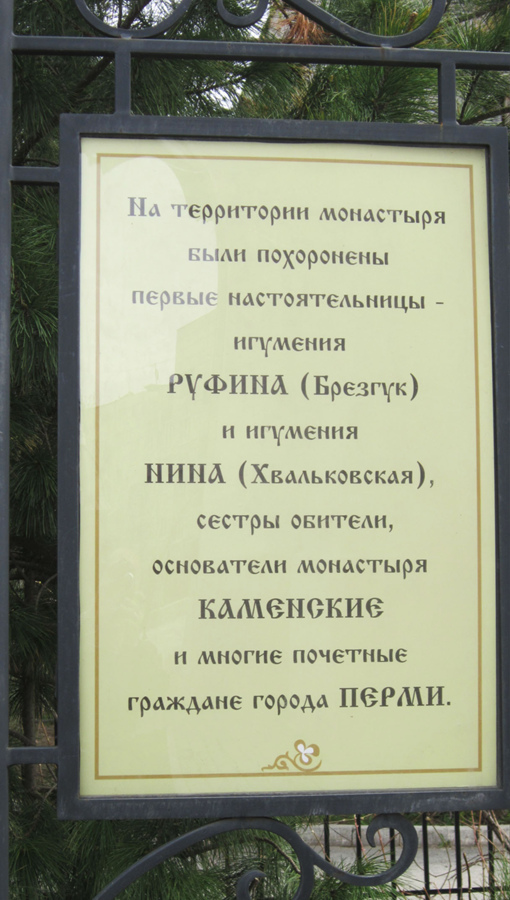 На территории монастыря
были похоронены
первые настоятельницы -
игумения
РУФИНА (Брезгук)
и игумения
НИНА (Хвальковская),
сестры обители,
основатели монастыря
КАМЕНСКИЕ
и многие почетные
граждане города ПЕРМИ.